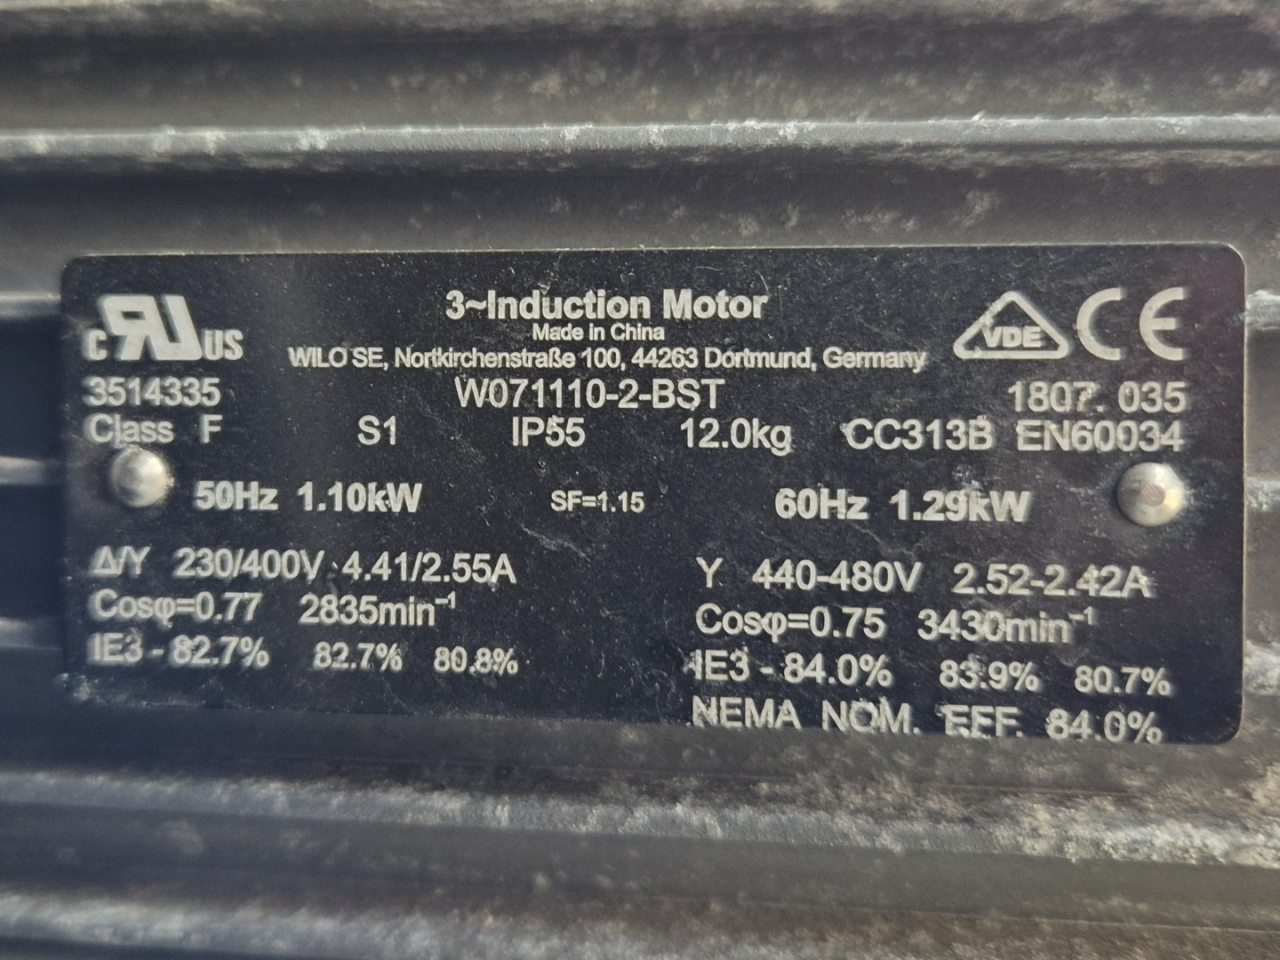 3~Induction Motor
Made in China
WILO SE, Nortkirchenstraße 100, 44263 Dortmund, Germany
c RU US
VDE CE
3514335 W071110-2-BST 1807. 035
Class F S1 IP55 12.0kg CC313B EN60034
50Hz 1.10kW SF=1.15 60Hz 1.29kW
Δ/Y 230/400V 4.41/2.55A
Cosφ=0.77 2835min⁻¹
IE3 - 82.7% 82.7% 80.8%
Y 440-480V 2.52-2.42A
Cosφ=0.75 3430min⁻¹
IE3 - 84.0% 83.9% 80.7%
NEMA NOM. EFF. 84.0%